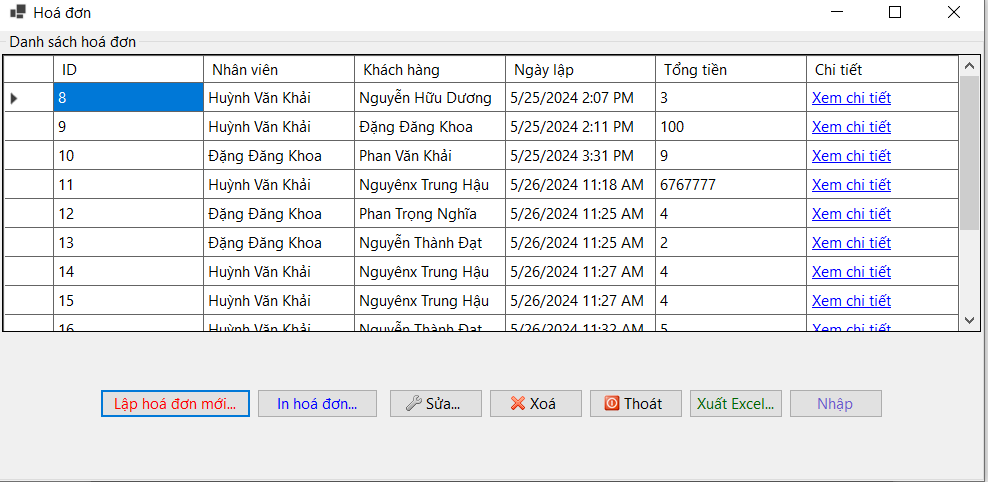 Hoá đơn
Danh sách hoá đơn
ID Nhân viên Khách hàng Ngày lập Tổng tiền Chi tiết
8 Huỳnh Văn Khải Nguyễn Hữu Dương 5/25/2024 2:07 PM 3 Xem chi tiết
9 Huỳnh Văn Khải Đặng Đăng Khoa 5/25/2024 2:11 PM 100 Xem chi tiết
10 Đặng Đăng Khoa Phan Văn Khải 5/25/2024 3:31 PM 9 Xem chi tiết
11 Huỳnh Văn Khải Nguyênx Trung Hậu 5/26/2024 11:18 AM 6767777 Xem chi tiết
12 Đặng Đăng Khoa Phan Trọng Nghĩa 5/26/2024 11:25 AM 4 Xem chi tiết
13 Đặng Đăng Khoa Nguyễn Thành Đạt 5/26/2024 11:25 AM 2 Xem chi tiết
14 Huỳnh Văn Khải Nguyênx Trung Hậu 5/26/2024 11:27 AM 4 Xem chi tiết
15 Huỳnh Văn Khải Nguyênx Trung Hậu 5/26/2024 11:27 AM 4 Xem chi tiết
16 Huỳnh Văn Khải Nguyễn Thành Đạt 5/26/2024 11:32 AM 5 Xem chi tiết
Lập hoá đơn mới... In hoá đơn... Sửa... Xoá Thoát Xuất Excel... Nhập